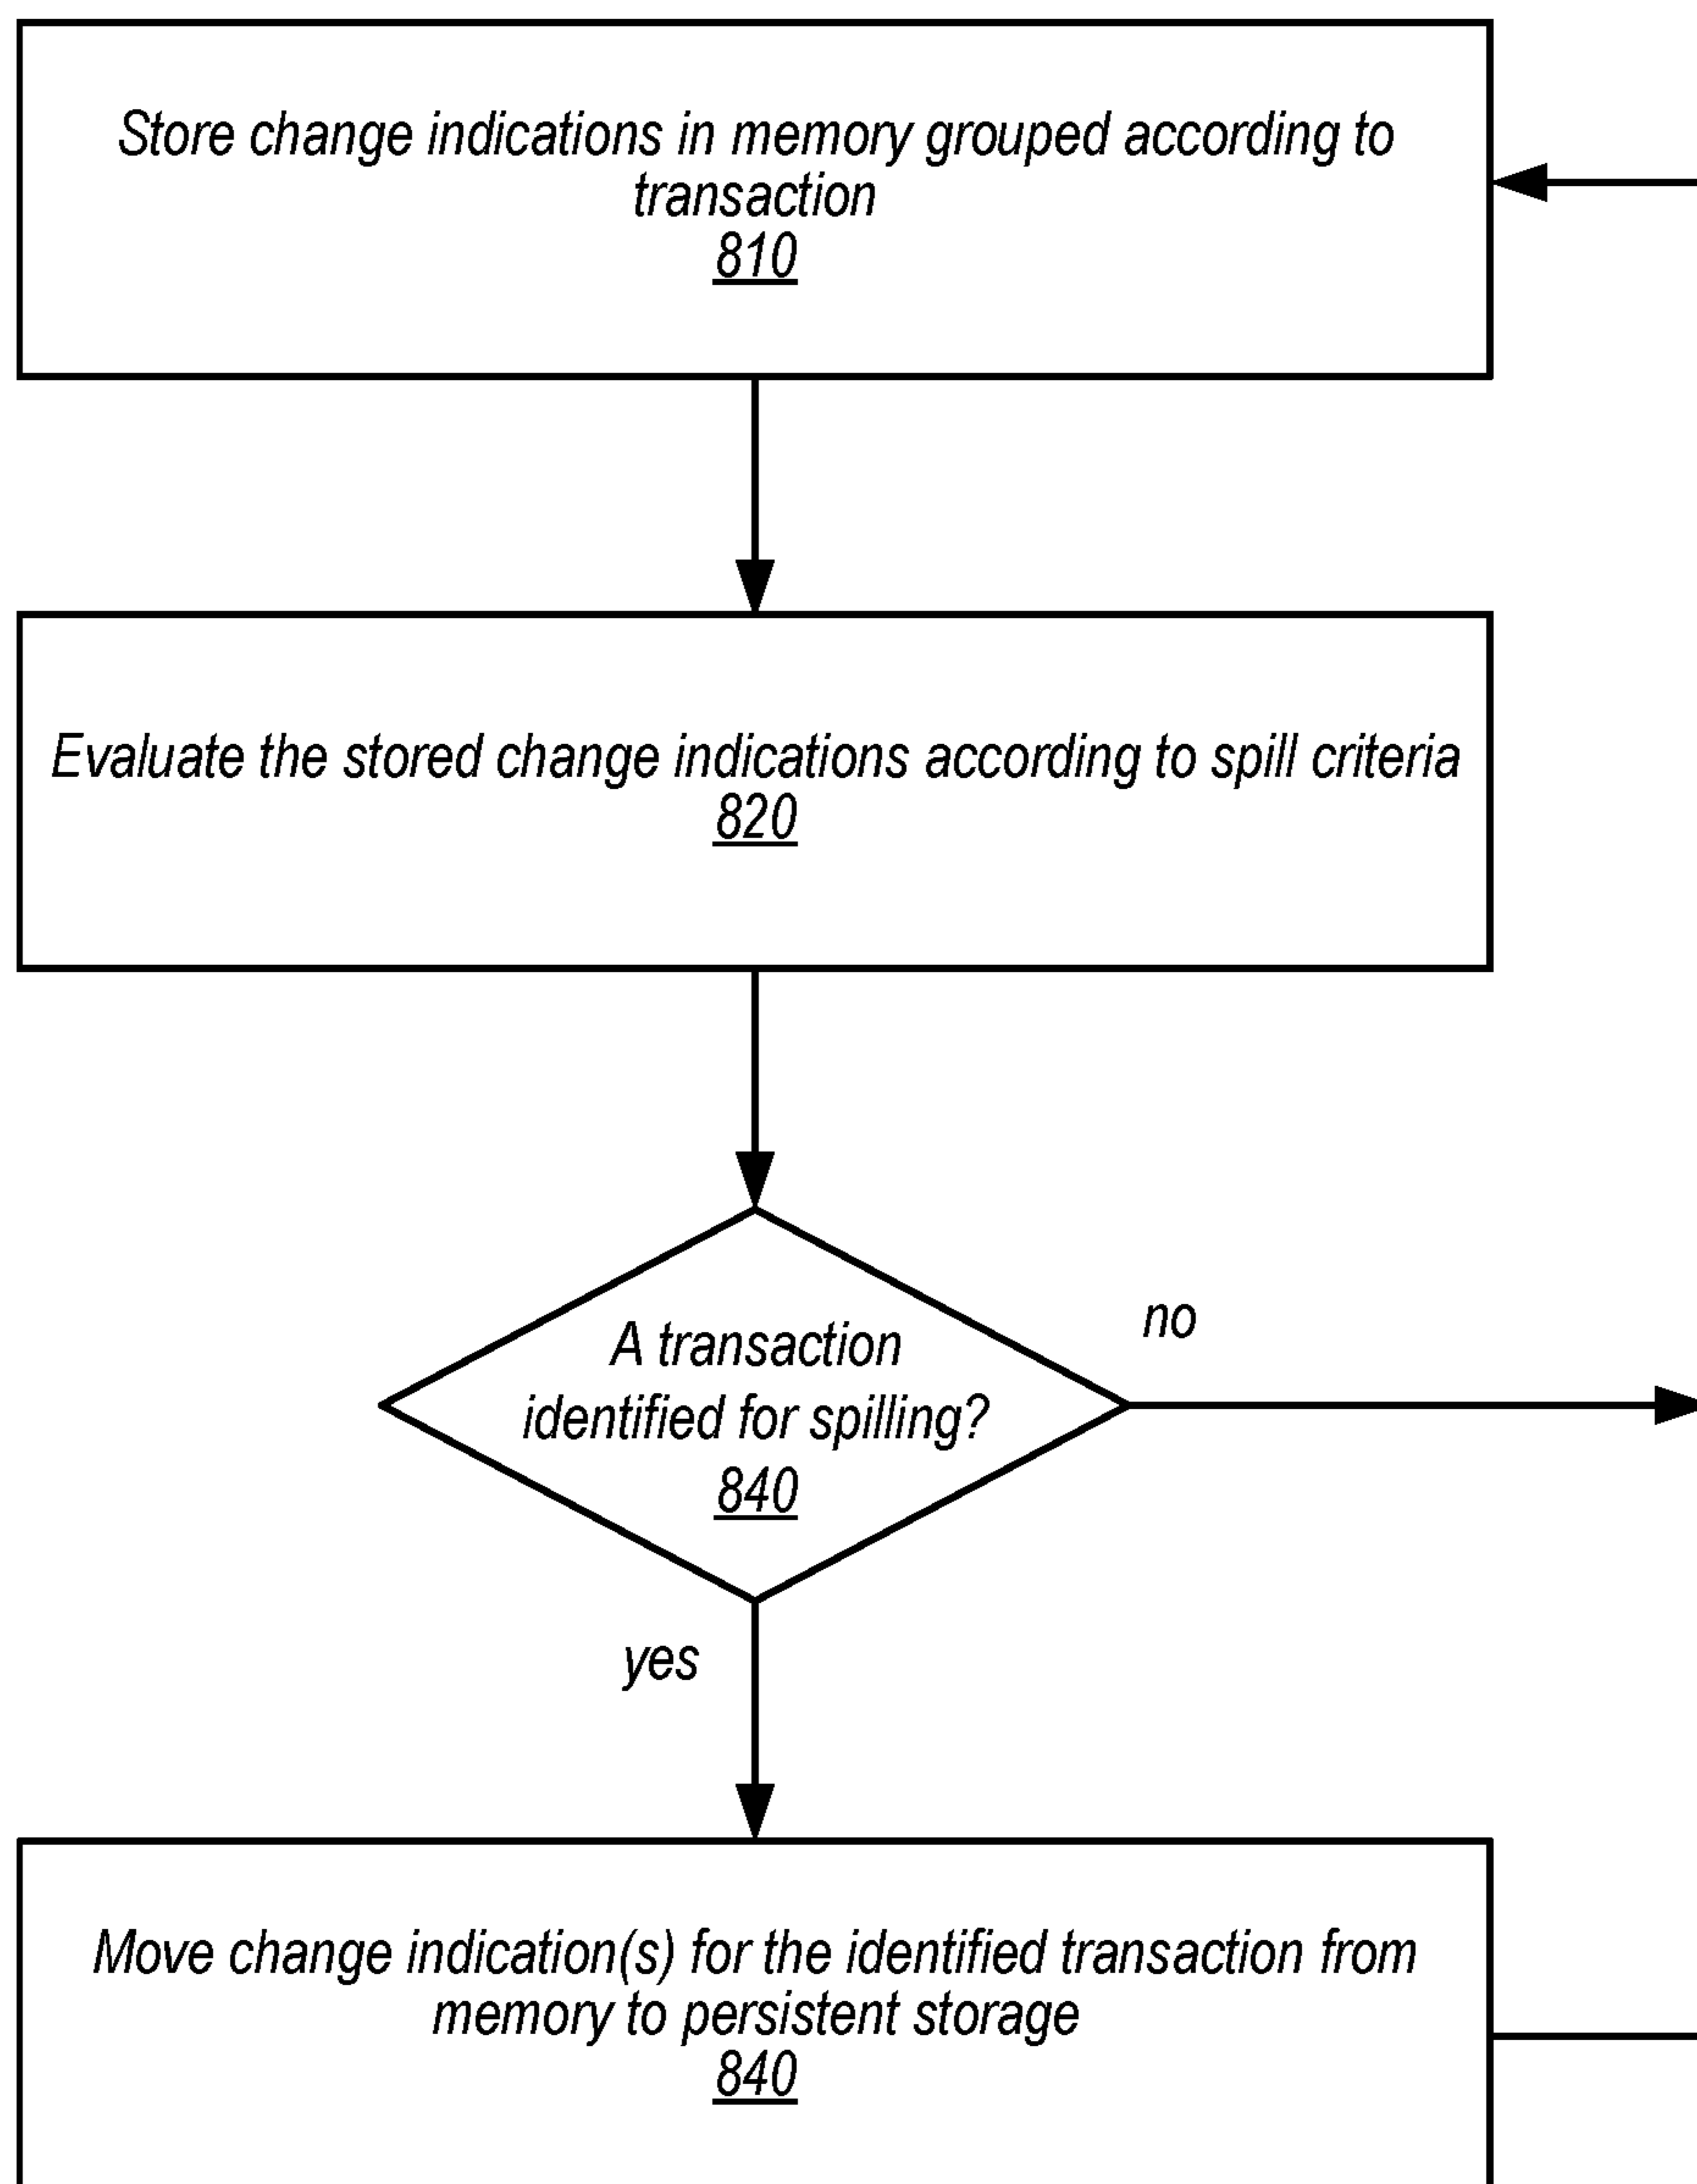 Store change indications in memory grouped according to
transaction
810
Evaluate the stored change indications according to spill criteria
820
A transaction
identified for spilling?
840
no
yes
Move change indication(s) for the identified transaction from
memory to persistent storage
840